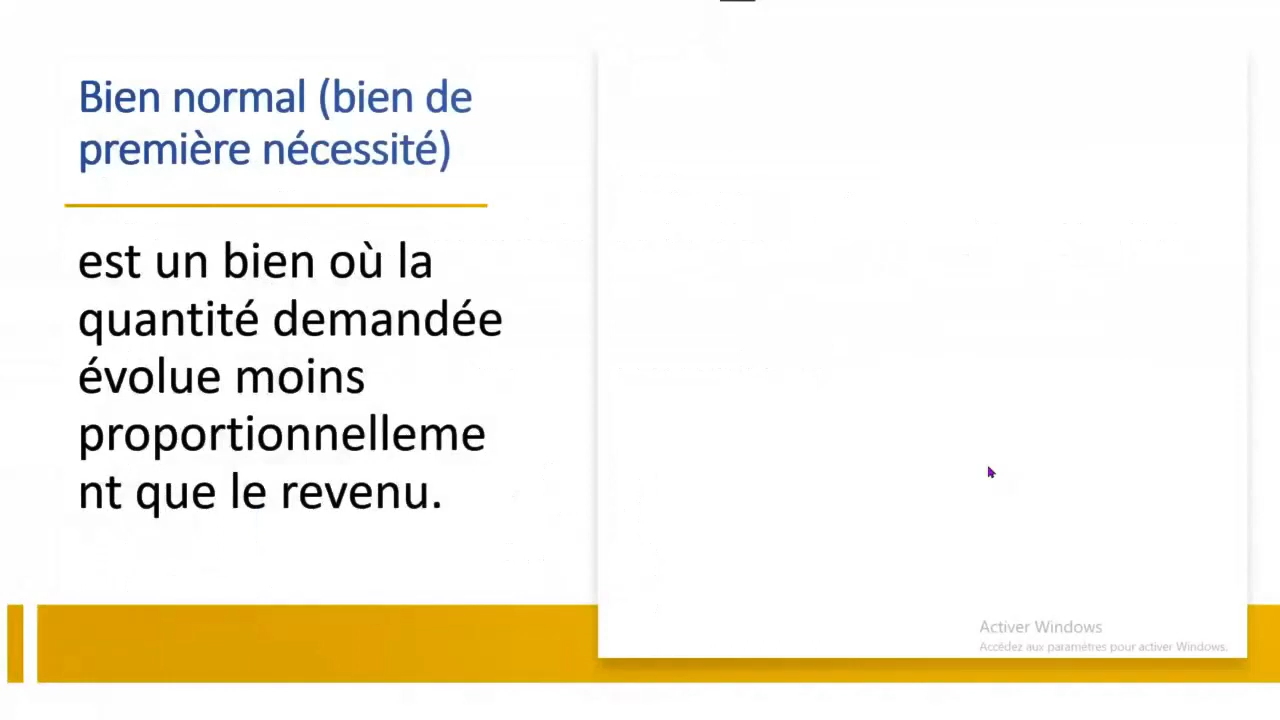 Bien normal (bien de
première nécessité)
est un bien où la
quantité demandée
évolue moins
proportionnelleme
nt que le revenu.
Activer Windows
Accédez aux paramètres pour activer Windows.